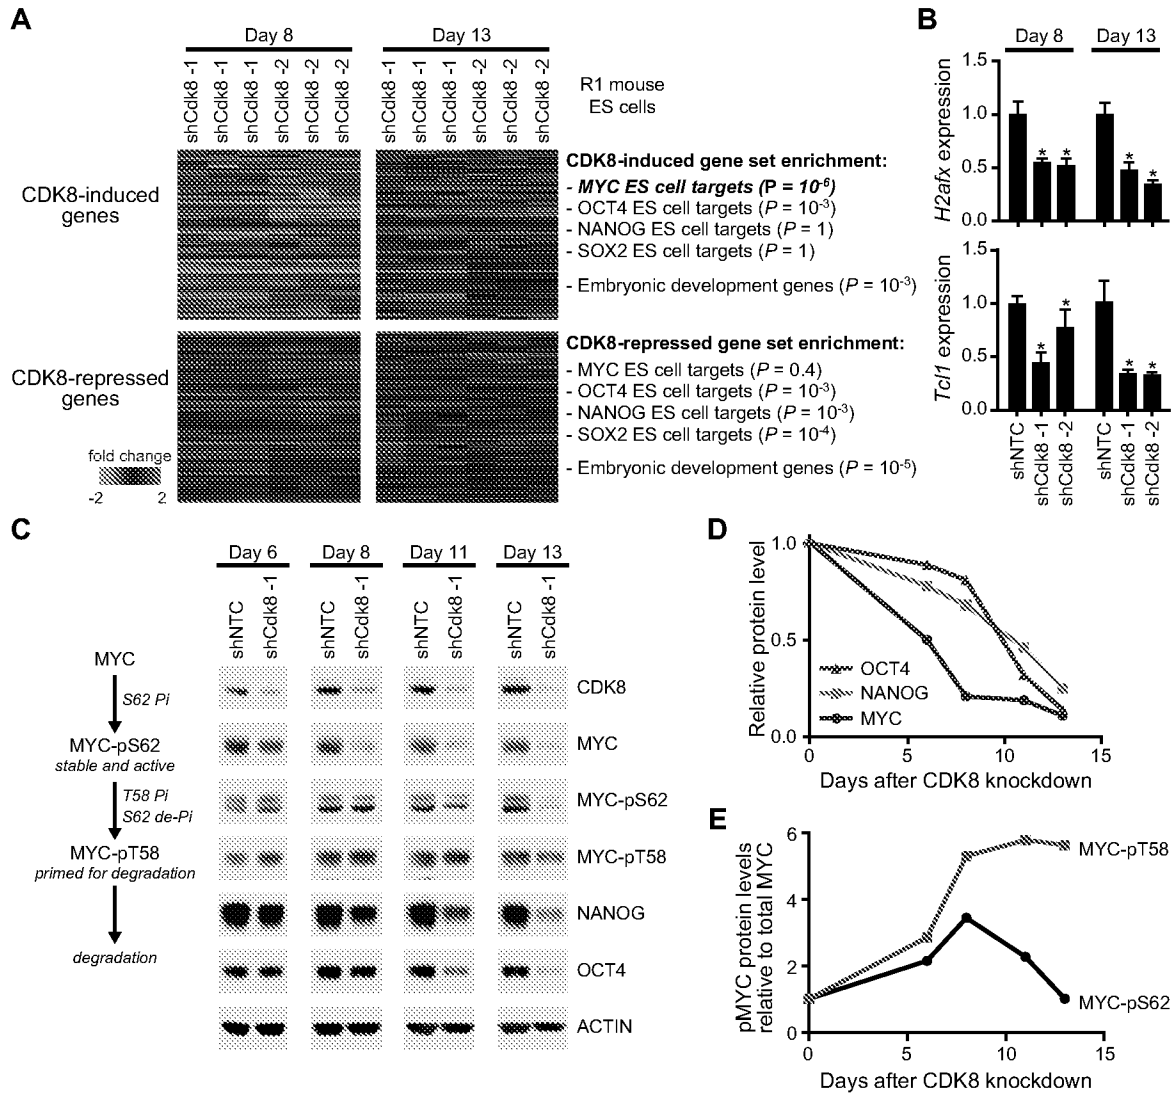 A
Day 8
Day 13
shCdk8 -1
shCdk8 -1
shCdk8 -1
shCdk8 -2
shCdk8 -2
shCdk8 -2
shCdk8 -1
shCdk8 -1
shCdk8 -1
shCdk8 -2
shCdk8 -2
shCdk8 -2
R1 mouse
ES cells
CDK8-induced
genes
CDK8-induced gene set enrichment:
- MYC ES cell targets (P = 10-6)
- OCT4 ES cell targets (P = 10-3)
- NANOG ES cell targets (P = 1)
- SOX2 ES cell targets (P = 1)
- Embryonic development genes (P = 10-3)
CDK8-repressed
genes
CDK8-repressed gene set enrichment:
- MYC ES cell targets (P = 0.4)
- OCT4 ES cell targets (P = 10-3)
- NANOG ES cell targets (P = 10-3)
- SOX2 ES cell targets (P = 10-4)
- Embryonic development genes (P = 10-5)
fold change
-2 2
B
Day 8
Day 13
H2afx expression
1.5
1.0
0.5
0.0
* * * *
Tcl1 expression
1.5
1.0
0.5
0.0
* * * *
shNTC
shCdk8 -1
shCdk8 -2
shNTC
shCdk8 -1
shCdk8 -2
C
Day 6
Day 8
Day 11
Day 13
shNTC
shCdk8 -1
shNTC
shCdk8 -1
shNTC
shCdk8 -1
shNTC
shCdk8 -1
MYC
S62 Pi
MYC-pS62
stable and active
T58 Pi
S62 de-Pi
MYC-pT58
primed for degradation
degradation
CDK8
MYC
MYC-pS62
MYC-pT58
NANOG
OCT4
ACTIN
D
Relative protein level
1.0
0.5
0.0
OCT4
NANOG
MYC
0 5 10 15
Days after CDK8 knockdown
E
pMYC protein levels
relative to total MYC
6
4
2
0
MYC-pT58
MYC-pS62
0 5 10 15
Days after CDK8 knockdown